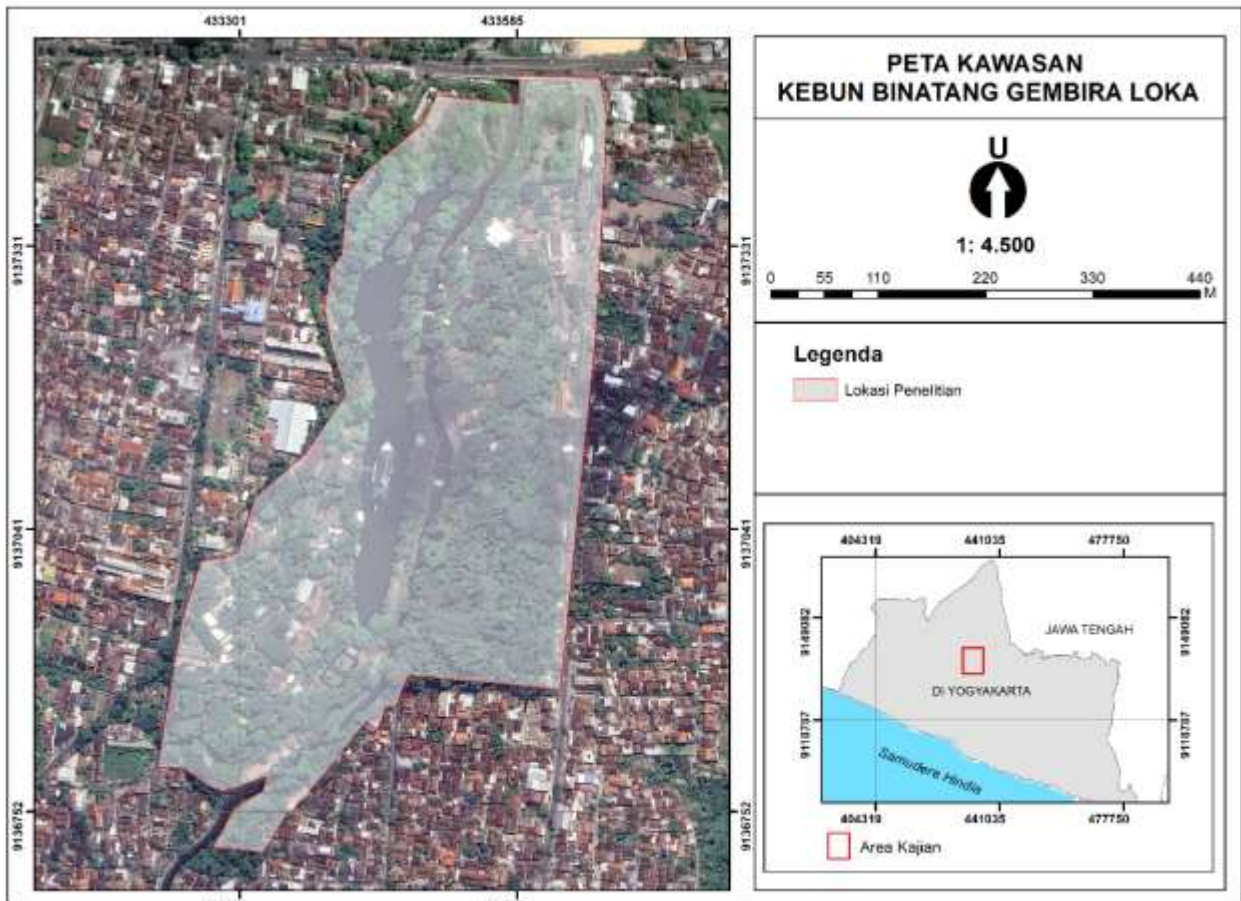 433301
433585
9137331
9137041
9136752
9137331
9137041
9136752
PETA KAWASAN
KEBUN BINATANG GEMBIRA LOKA
U
1: 4.500
0 55 110 220 330 440
M
Legenda
Lokasi Penelitian
404319 441035 477750
9149082
9118787
JAWA TENGAH
DI YOGYAKARTA
Samudera Hindia
9149082
9118787
404319 441035 477750
Area Kajian